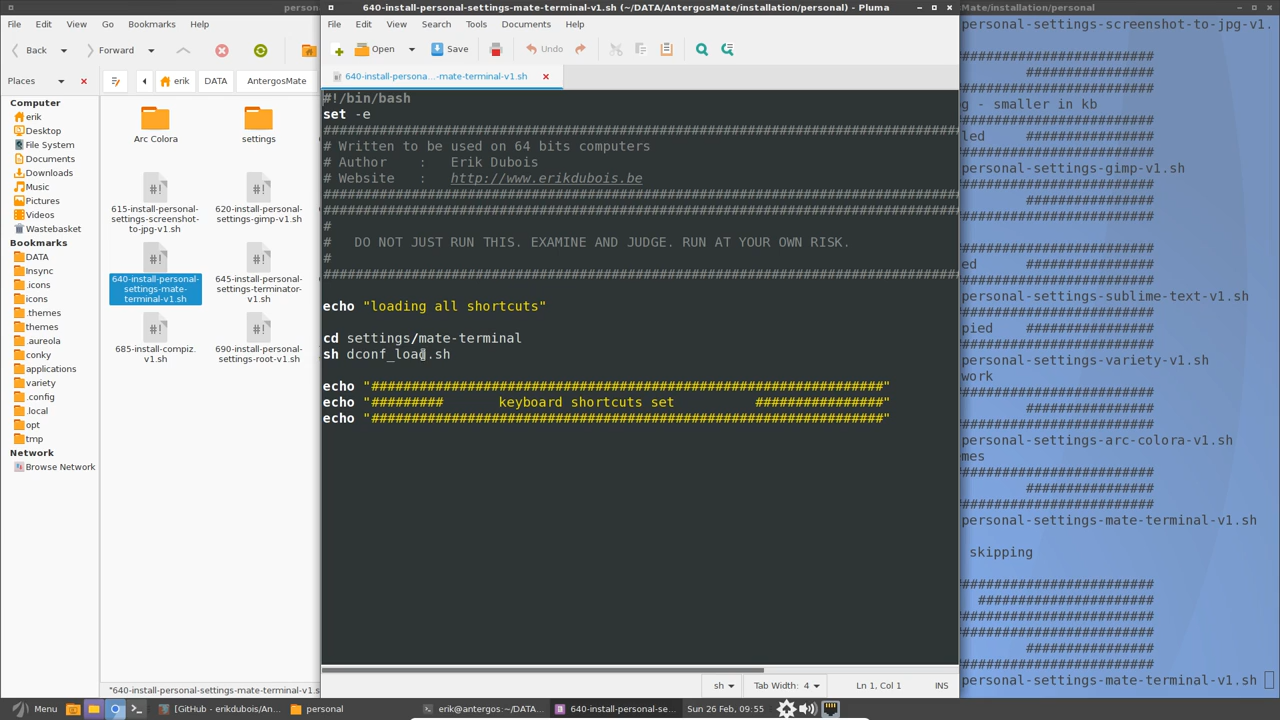 personal
File Edit View Go Bookmarks Help
Back Forward
Places erik DATA AntergosMate
Computer
erik
Desktop
File System
Documents
Downloads
Music
Pictures
Videos
Wastebasket
Bookmarks
DATA
Insync
.icons
icons
.themes
themes
.aureola
conky
applications
variety
.config
.local
opt
tmp
Network
Browse Network
Arc Colora
settings
615-install-personal-
settings-screenshot-
to-jpg-v1.sh
620-install-personal-
settings-gimp-v1.sh
640-install-personal-
settings-mate-
terminal-v1.sh
645-install-personal-
settings-terminator-
v1.sh
685-install-compiz.
v1.sh
690-install-personal-
settings-root-v1.sh
"640-install-personal-settings-mate-terminal-v1.s
640-install-personal-settings-mate-terminal-v1.sh (~/DATA/AntergosMate/installation/personal) - Pluma
File Edit View Search Tools Documents Help
Open Save Undo
640-install-persona…-mate-terminal-v1.sh
#!/bin/bash
set -e
################################################################################
# Written to be used on 64 bits computers
# Author    :   Erik Dubois
# Website   :   http://www.erikdubois.be
################################################################################
################################################################################
#
#   DO NOT JUST RUN THIS. EXAMINE AND JUDGE. RUN AT YOUR OWN RISK.
#
################################################################################
echo "loading all shortcuts"
cd settings/mate-terminal
sh dconf_load.sh
echo "################################################################"
echo "#########       keyboard shortcuts set          ################"
echo "################################################################"
sh Tab Width: 4 Ln 1, Col 1 INS
Mate/installation/personal
personal-settings-screenshot-to-jpg-v1.
########################
################
g - smaller in kb
led     ################
########################
personal-settings-gimp-v1.sh
########################
################
########################
########################
ed      ################
########################
personal-settings-sublime-text-v1.sh
########################
pied    ################
########################
personal-settings-variety-v1.sh
work
########################
################
########################
personal-settings-arc-colora-v1.sh
mes
########################
################
########################
personal-settings-mate-terminal-v1.sh
skipping
########################
######################
########################
########################
################
########################
personal-settings-mate-terminal-v1.sh
Menu [GitHub - erikdubois/An… personal erik@antergos:~/DATA… 640-install-personal-se… Sun 26 Feb, 09:55